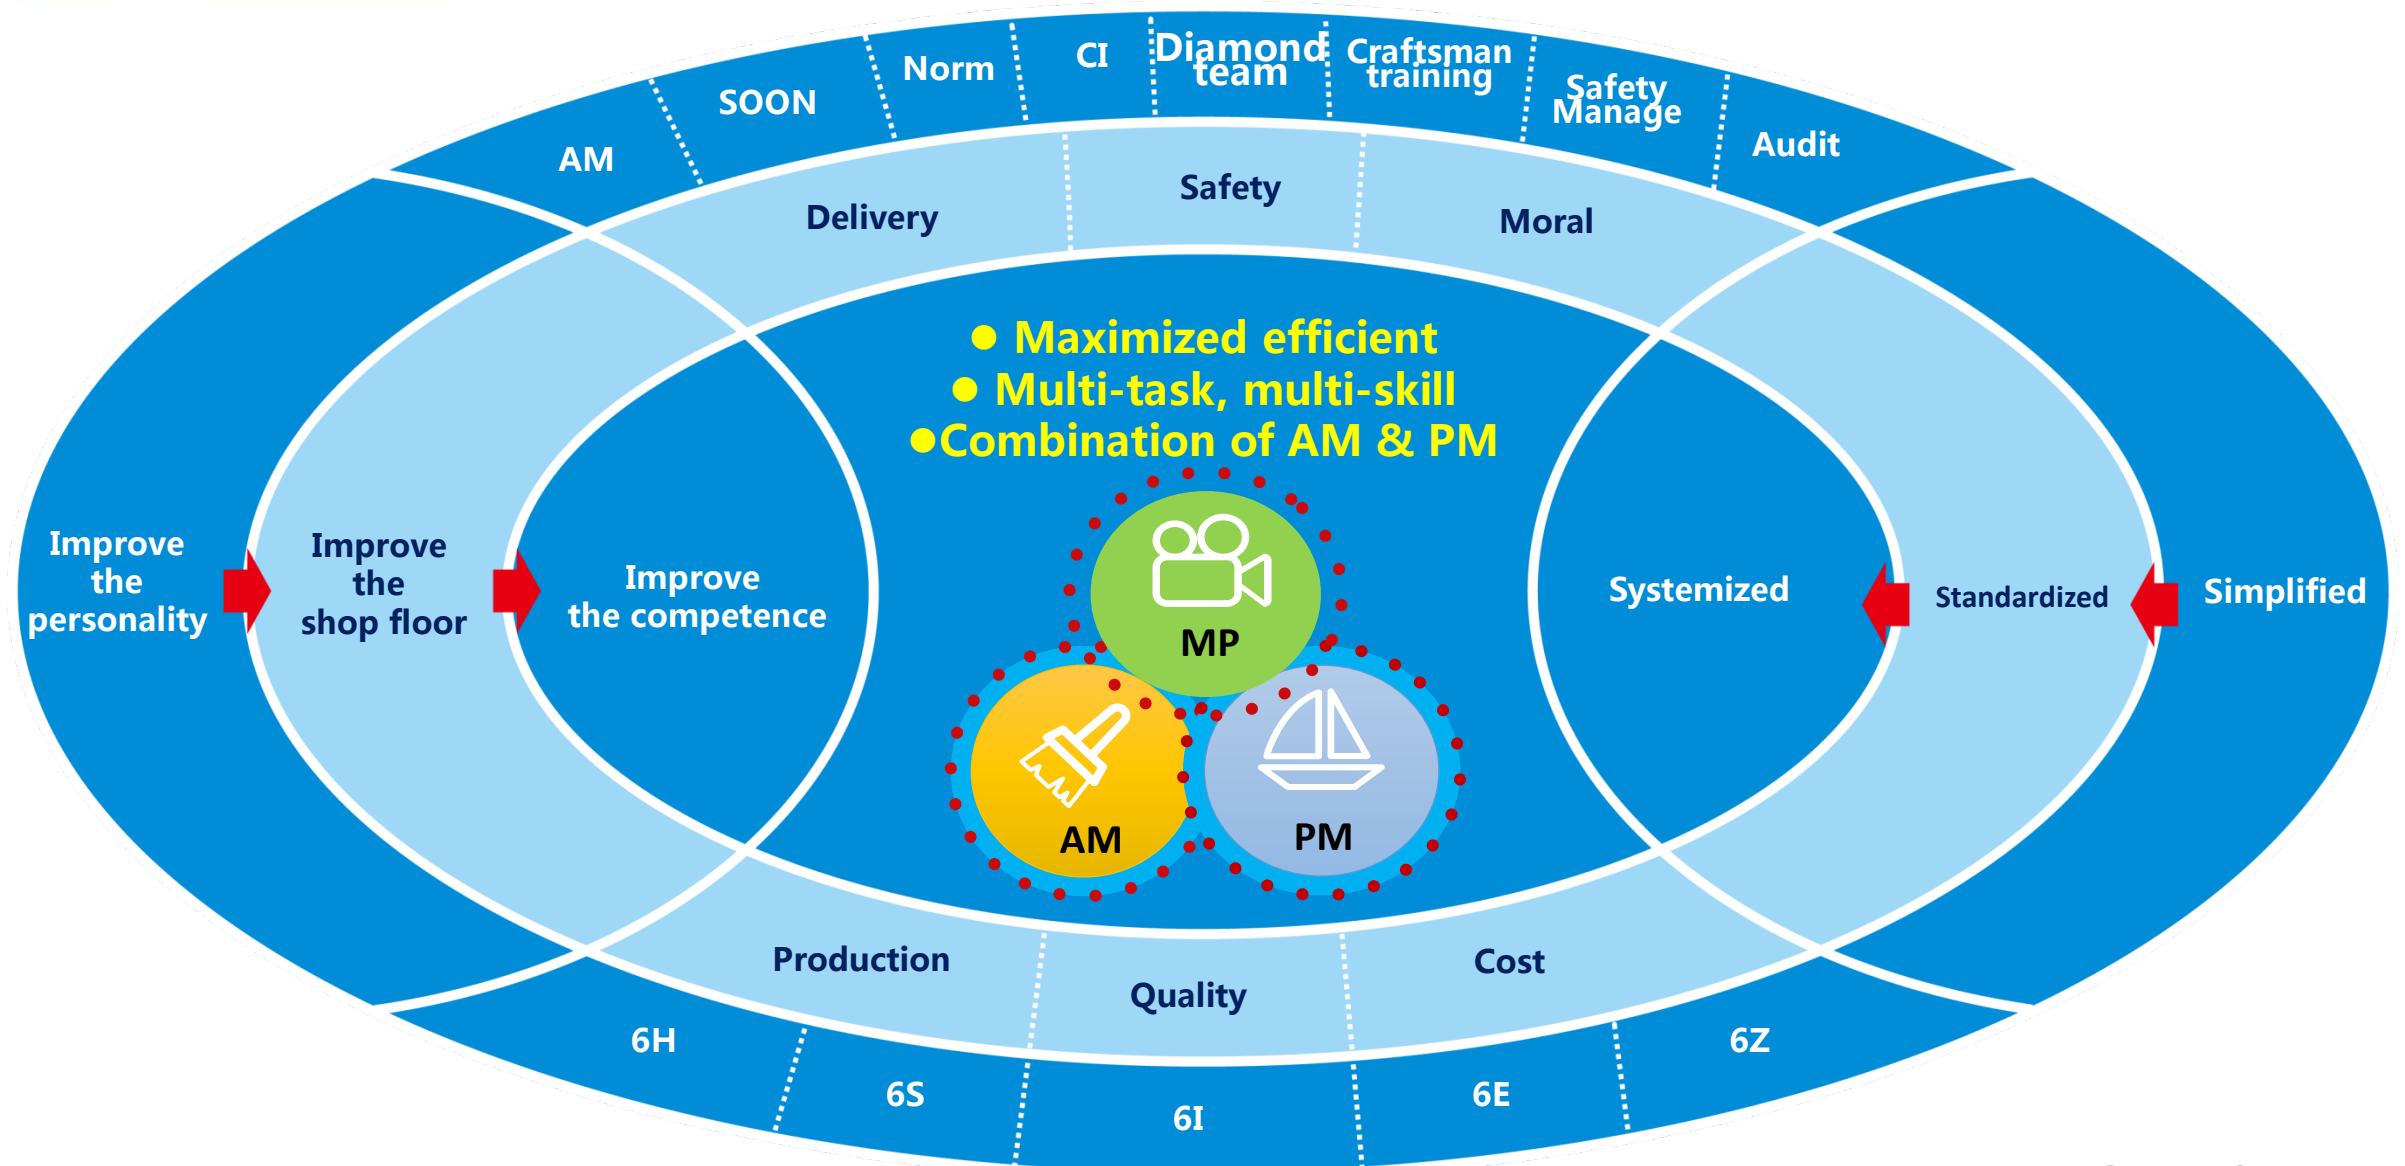 AM
SOON
Norm
CI
Diamond
team
Craftsman
training
Safety
Manage
Audit
Delivery
Safety
Moral
● Maximized efficient
● Multi-task, multi-skill
●Combination of AM & PM
Improve
the
personality
Improve
the
shop floor
Improve
the competence
Systemized
Standardized
Simplified
MP
AM
PM
Production
Quality
Cost
6H
6S
6I
6E
6Z